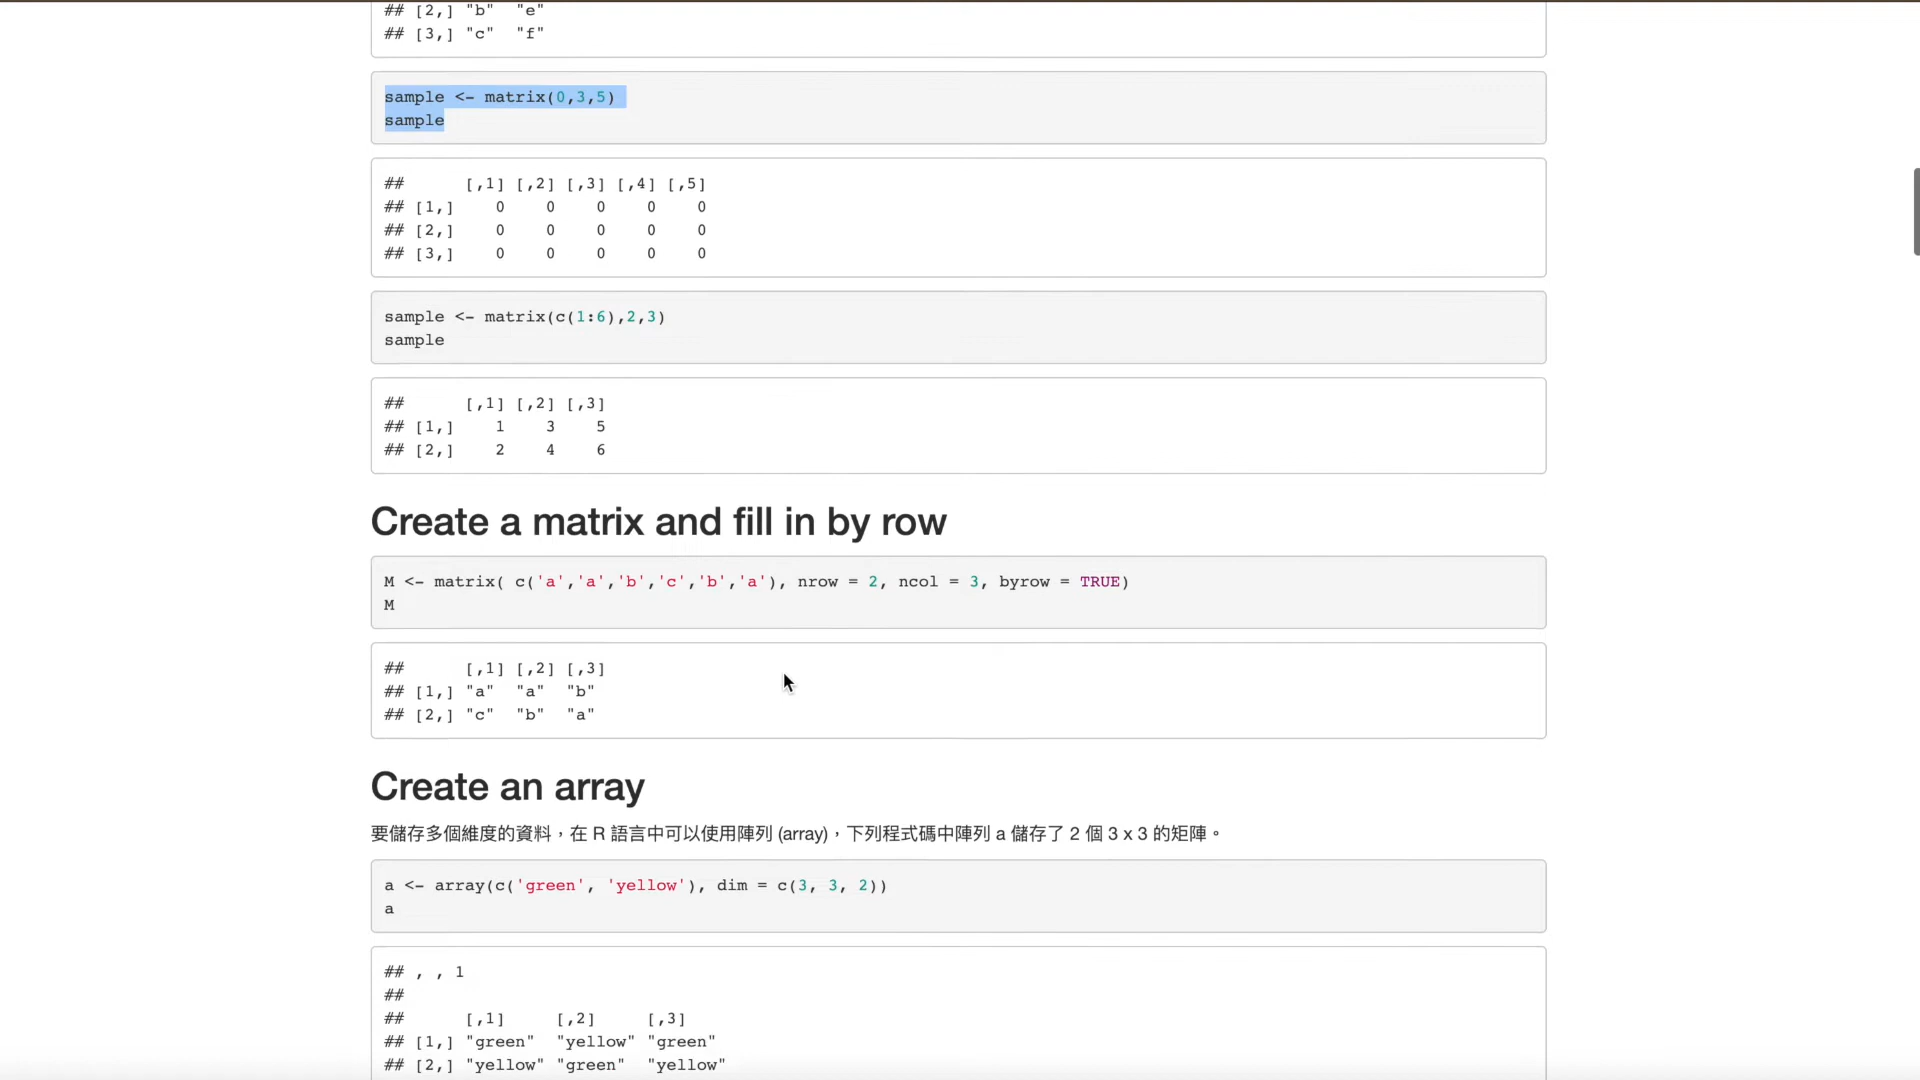 ## [2,] "b"  "e"
## [3,] "c"  "f"
sample <- matrix(0,3,5)
sample
##      [,1] [,2] [,3] [,4] [,5]
## [1,]    0    0    0    0    0
## [2,]    0    0    0    0    0
## [3,]    0    0    0    0    0
sample <- matrix(c(1:6),2,3)
sample
##      [,1] [,2] [,3]
## [1,]    1    3    5
## [2,]    2    4    6
Create a matrix and fill in by row
M <- matrix( c('a','a','b','c','b','a'), nrow = 2, ncol = 3, byrow = TRUE)
M
##      [,1] [,2] [,3]
## [1,] "a"  "a"  "b"
## [2,] "c"  "b"  "a"
Create an array
要儲存多個維度的資料，在 R 語言中可以使用陣列 (array)，下列程式碼中陣列 a 儲存了 2 個 3 x 3 的矩陣。
a <- array(c('green', 'yellow'), dim = c(3, 3, 2))
a
## , , 1
##
##      [,1]     [,2]     [,3]
## [1,] "green"  "yellow" "green"
## [2,] "yellow" "green"  "yellow"